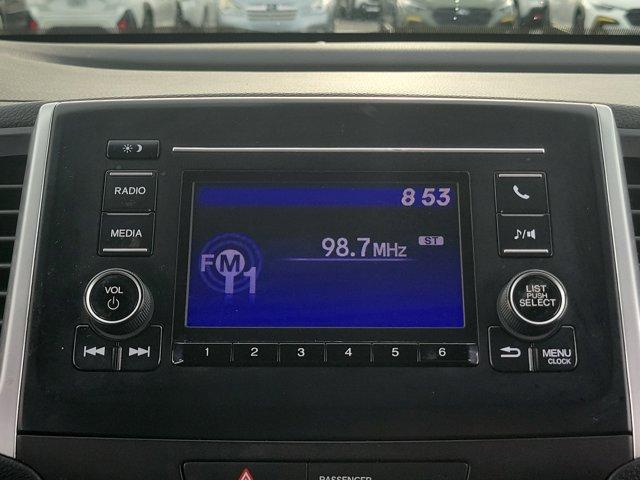 RADIO
8 53
MEDIA
98.7 MHz ST
FM1
VOL
LIST
PUSH
SELECT
1 2 3 4 5 6
MENU
CLOCK
PASSENGER